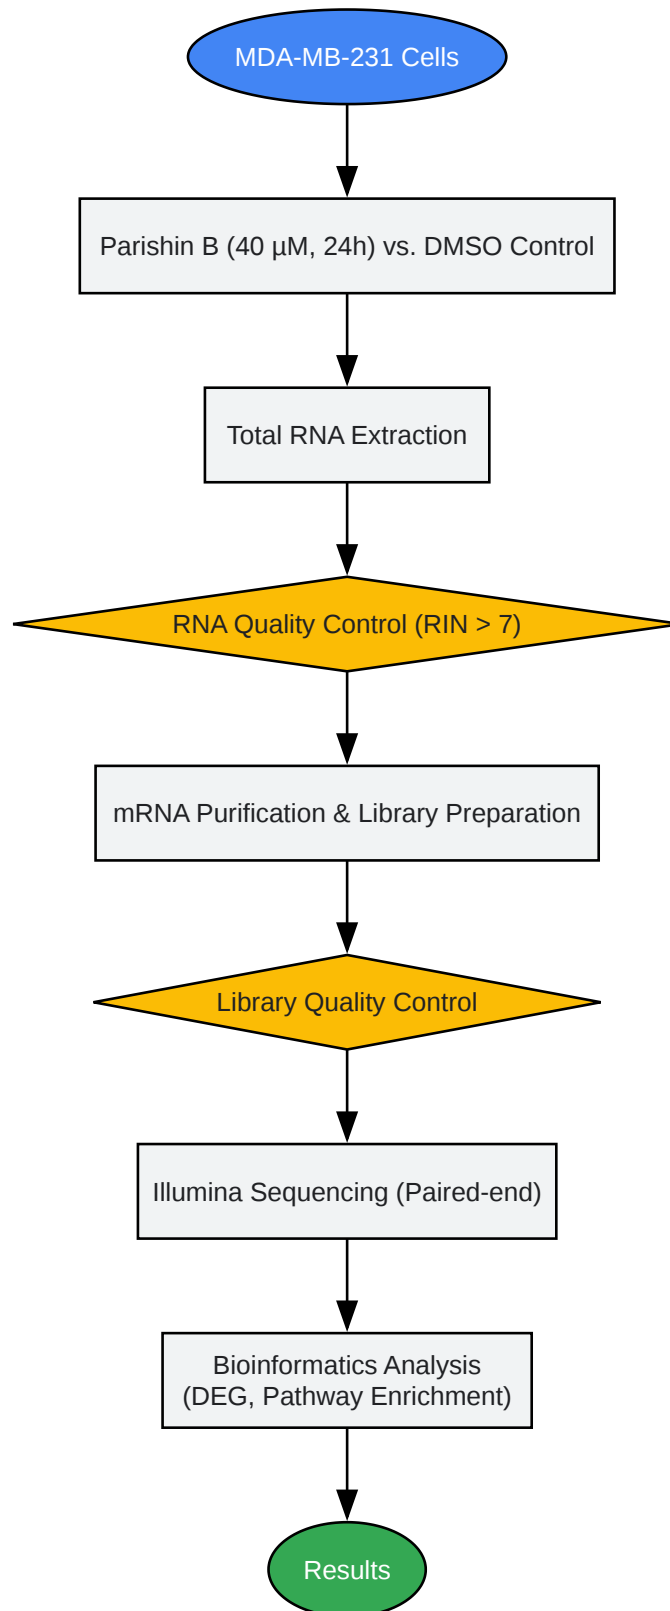 MDA-MB-231 Cells
Parishin B (40 µM, 24h) vs. DMSO Control
Total RNA Extraction
RNA Quality Control (RIN > 7)
mRNA Purification & Library Preparation
Library Quality Control
Illumina Sequencing (Paired-end)
Bioinformatics Analysis
(DEG, Pathway Enrichment)
Results